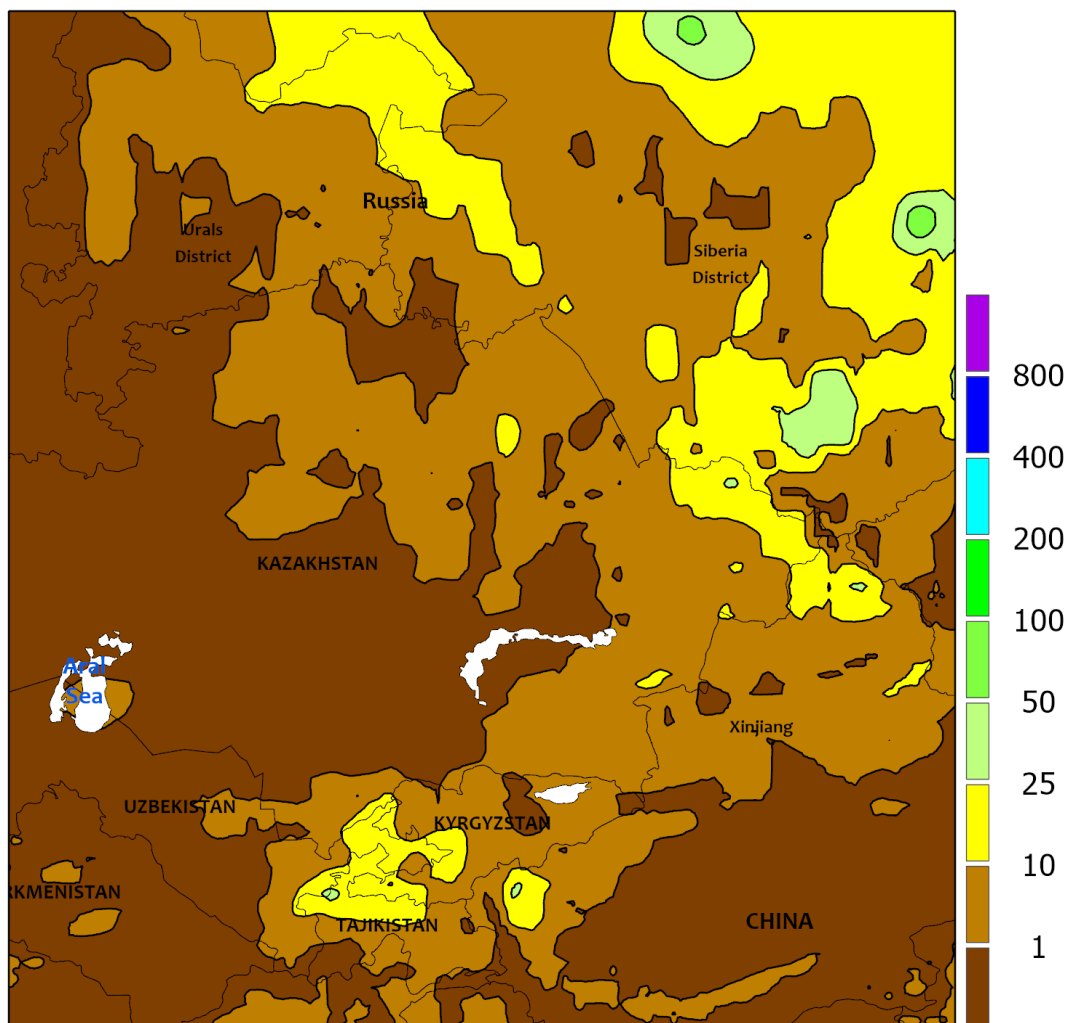 Russia
Urals
District
Siberia
District
KAZAKHSTAN
Aral
Sea
Xinjiang
UZBEKISTAN
KYRGYZSTAN
RKMENISTAN
TAJIKISTAN
CHINA
800
400
200
100
50
25
10
1